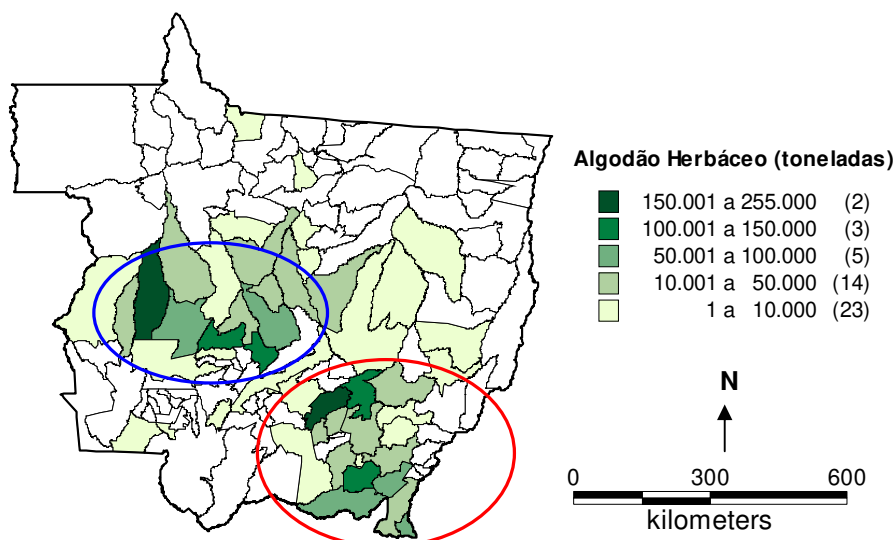 Algodão Herbáceo (toneladas)
150.001 a 255.000 (2)
100.001 a 150.000 (3)
50.001 a 100.000 (5)
10.001 a 50.000 (14)
1 a 10.000 (23)
N
0 300 600
kilometers